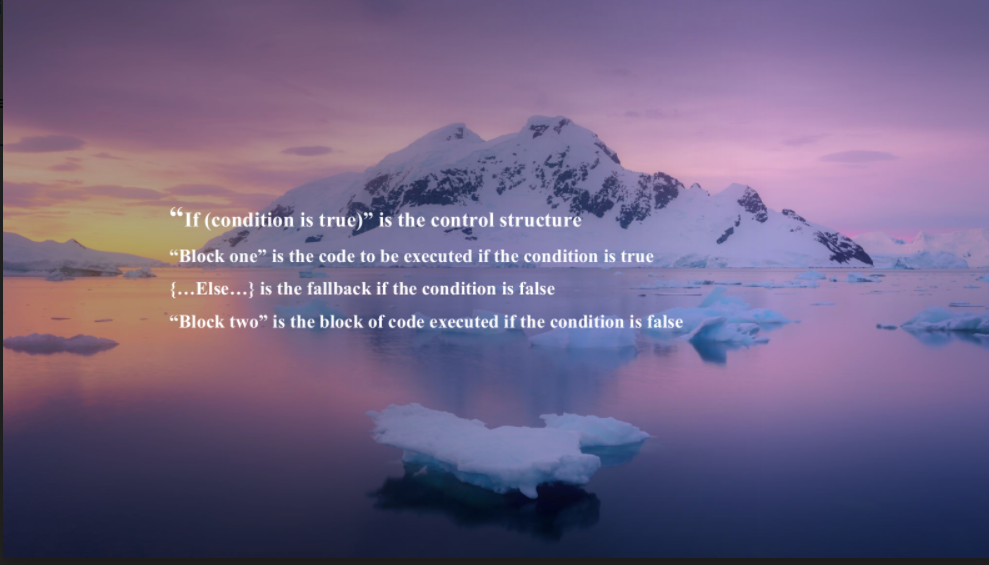 “If (condition is true)” is the control structure
“Block one” is the code to be executed if the condition is true
{…Else…} is the fallback if the condition is false
“Block two” is the block of code executed if the condition is false